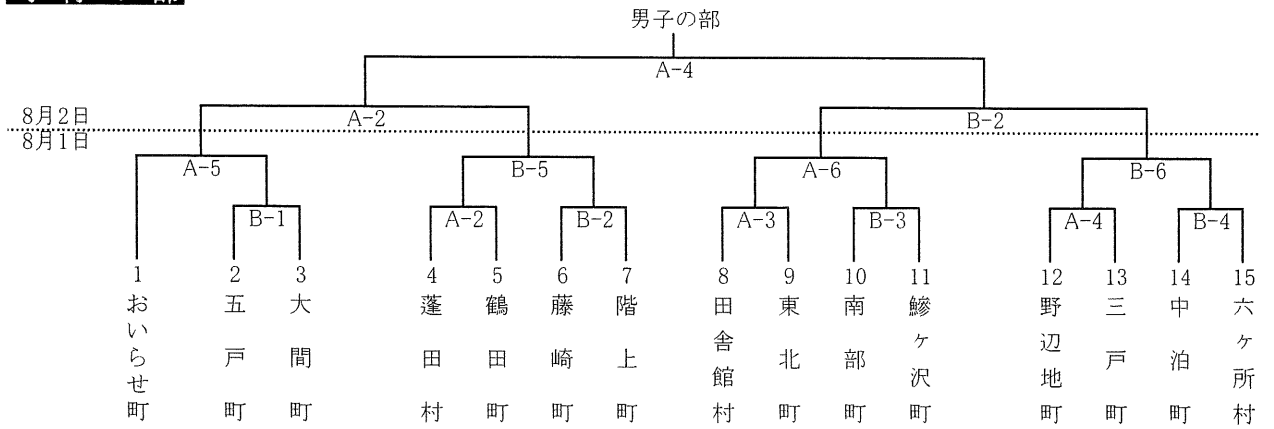 男子の部
A-4
8月2日
A-2
B-2
8月1日
A-5
B-5
A-6
B-6
B-1
A-2
B-2
A-3
B-3
A-4
B-4
1 おいらせ町
2 五戸町
3 大間町
4 蓬田村
5 鶴田町
6 藤崎町
7 階上町
8 田舎館村
9 東北町
10 南部町
11 鰺ヶ沢町
12 野辺地町
13 三戸町
14 中泊町
15 六ヶ所村